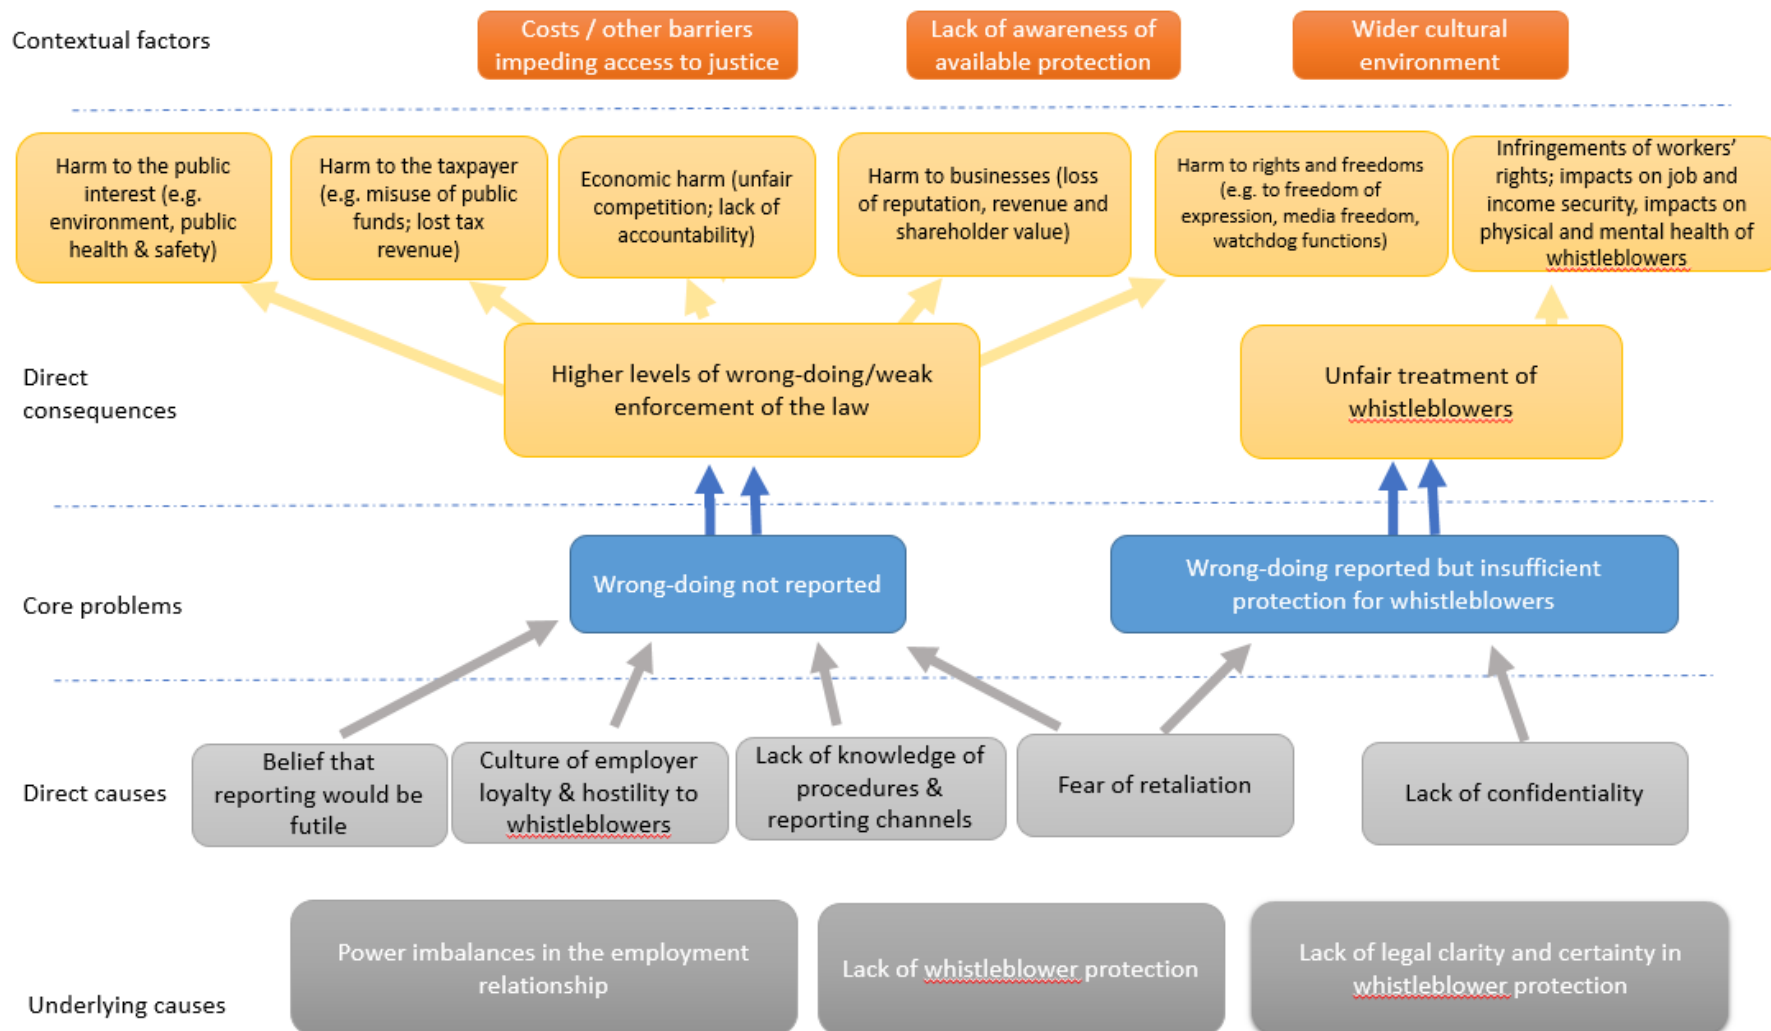 Contextual factors
Costs / other barriers
impeding access to justice
Lack of awareness of
available protection
Wider cultural
environment
Harm to the public
interest (e.g.
environment, public
health & safety)
Harm to the taxpayer
(e.g. misuse of public
funds; lost tax
revenue)
Economic harm (unfair
competition; lack of
accountability)
Harm to businesses (loss
of reputation, revenue and
shareholder value)
Harm to rights and freedoms
(e.g. to freedom of
expression, media freedom,
watchdog functions)
Infringements of workers’
rights; impacts on job and
income security, impacts on
physical and mental health of
whistleblowers
Direct
consequences
Higher levels of wrong-doing/weak
enforcement of the law
Unfair treatment of
whistleblowers
Core problems
Wrong-doing not reported
Wrong-doing reported but insufficient
protection for whistleblowers
Direct causes
Belief that
reporting would be
futile
Culture of employer
loyalty & hostility to
whistleblowers
Lack of knowledge of
procedures &
reporting channels
Fear of retaliation
Lack of confidentiality
Underlying causes
Power imbalances in the employment
relationship
Lack of whistleblower protection
Lack of legal clarity and certainty in
whistleblower protection